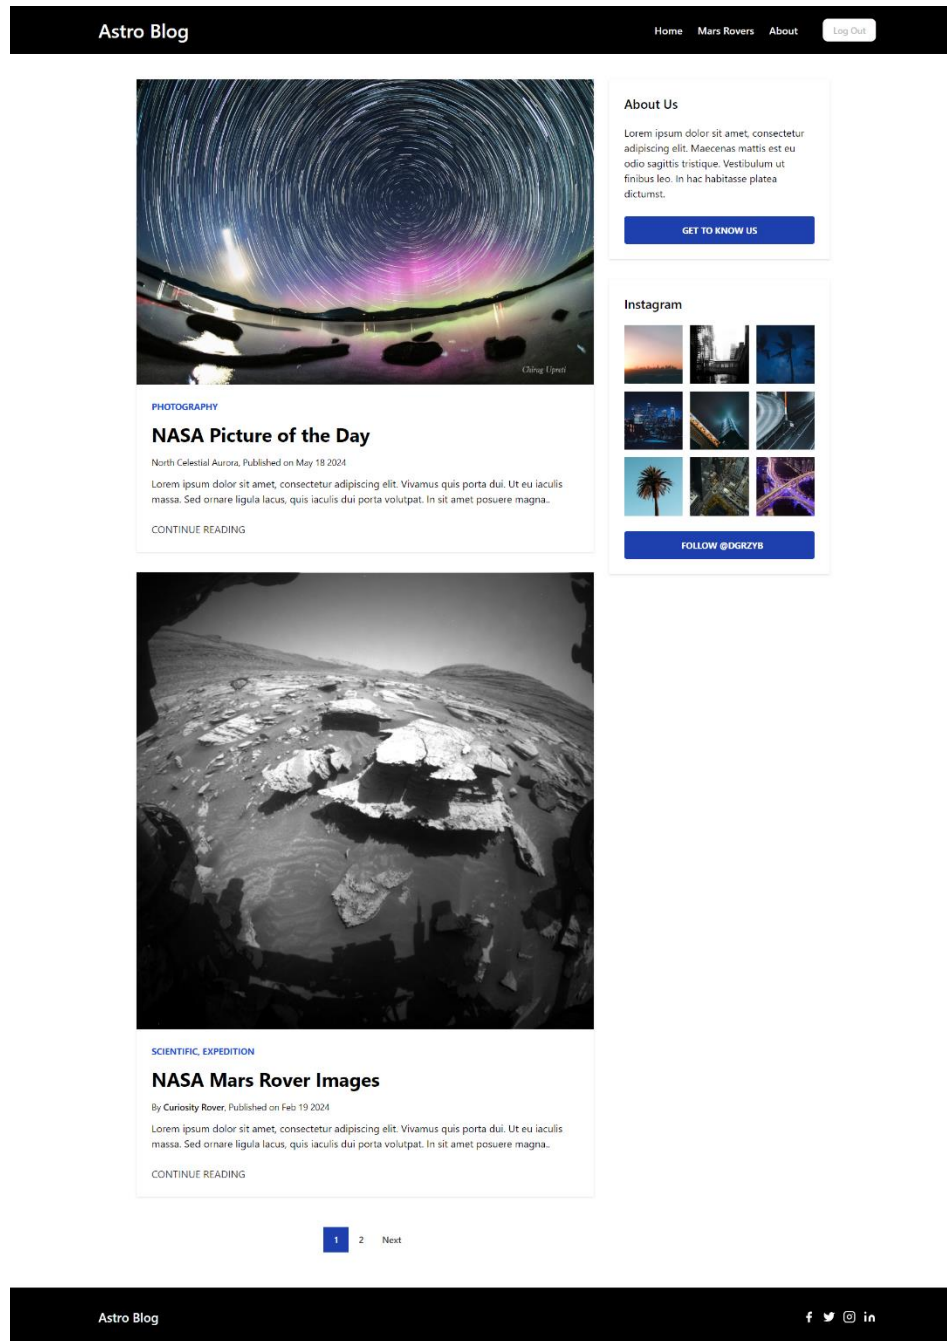 Astro Blog
Home Mars Rovers About Log Out
Chirag Upreti
PHOTOGRAPHY
NASA Picture of the Day
North Celestial Aurora, Published on May 18 2024
Lorem ipsum dolor sit amet, consectetur adipiscing elit. Vivamus quis porta dui. Ut eu iaculis
massa. Sed ornare ligula lacus, quis iaculis dui porta volutpat. In sit amet posuere magna..
CONTINUE READING
SCIENTIFIC, EXPEDITION
NASA Mars Rover Images
By Curiosity Rover, Published on Feb 19 2024
Lorem ipsum dolor sit amet, consectetur adipiscing elit. Vivamus quis porta dui. Ut eu iaculis
massa. Sed ornare ligula lacus, quis iaculis dui porta volutpat. In sit amet posuere magna..
CONTINUE READING
1 2 Next
About Us
Lorem ipsum dolor sit amet, consectetur
adipiscing elit. Maecenas mattis est eu
odio sagittis tristique. Vestibulum ut
finibus leo. In hac habitasse platea
dictumst.
GET TO KNOW US
Instagram
FOLLOW @DGRZYB
Astro Blog